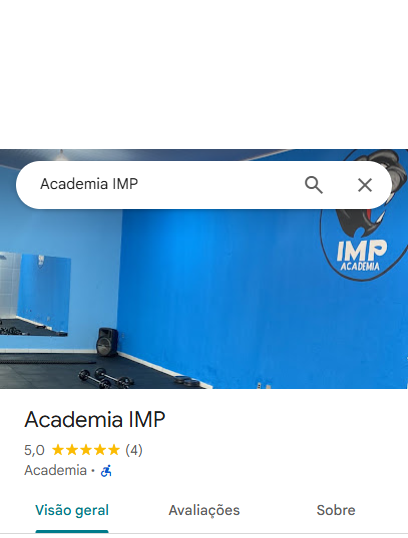 Academia IMP
IMP
ACADEMIA
Academia IMP
5,0 (4)
Academia ·
Visão geral
Avaliações
Sobre